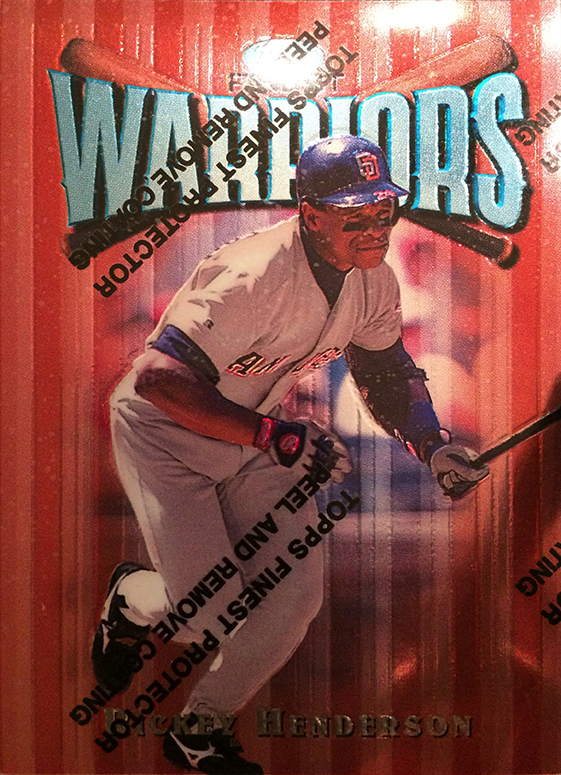 WARRIORS
TOPPS FINEST PROTECTOR
PEEL AND REMOVE COATING
SD
TOPPS FINEST PROTECTOR
PEEL AND REMOVE COATING
RICKEY HENDERSON